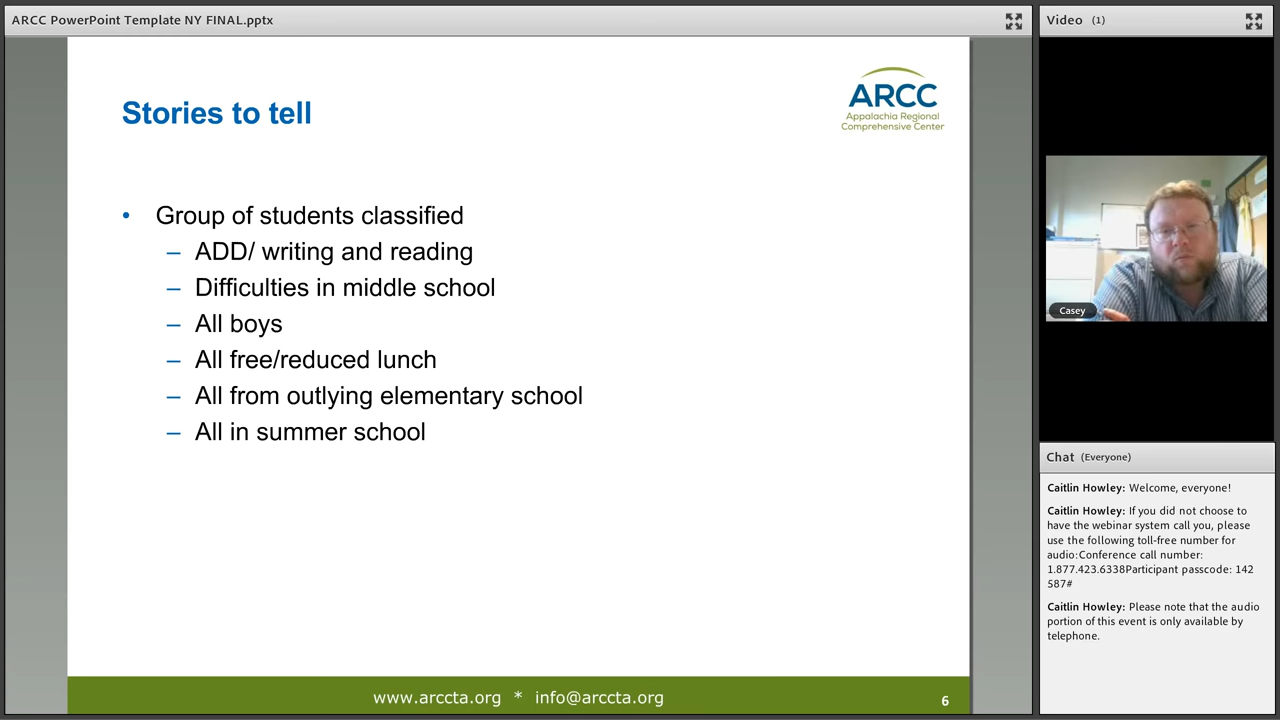 ARCC PowerPoint Template NY FINAL.pptx
Stories to tell
ARCC
Appalachia Regional
Comprehensive Center
• Group of students classified
– ADD/ writing and reading
– Difficulties in middle school
– All boys
– All free/reduced lunch
– All from outlying elementary school
– All in summer school
www.arccta.org * info@arccta.org
6
Video (1)
Casey
Chat (Everyone)
Caitlin Howley: Welcome, everyone!
Caitlin Howley: If you did not choose to
have the webinar system call you, please
use the following toll-free number for
audio:Conference call number:
1.877.423.6338Participant passcode: 142
587#
Caitlin Howley: Please note that the audio
portion of this event is only available by
telephone.